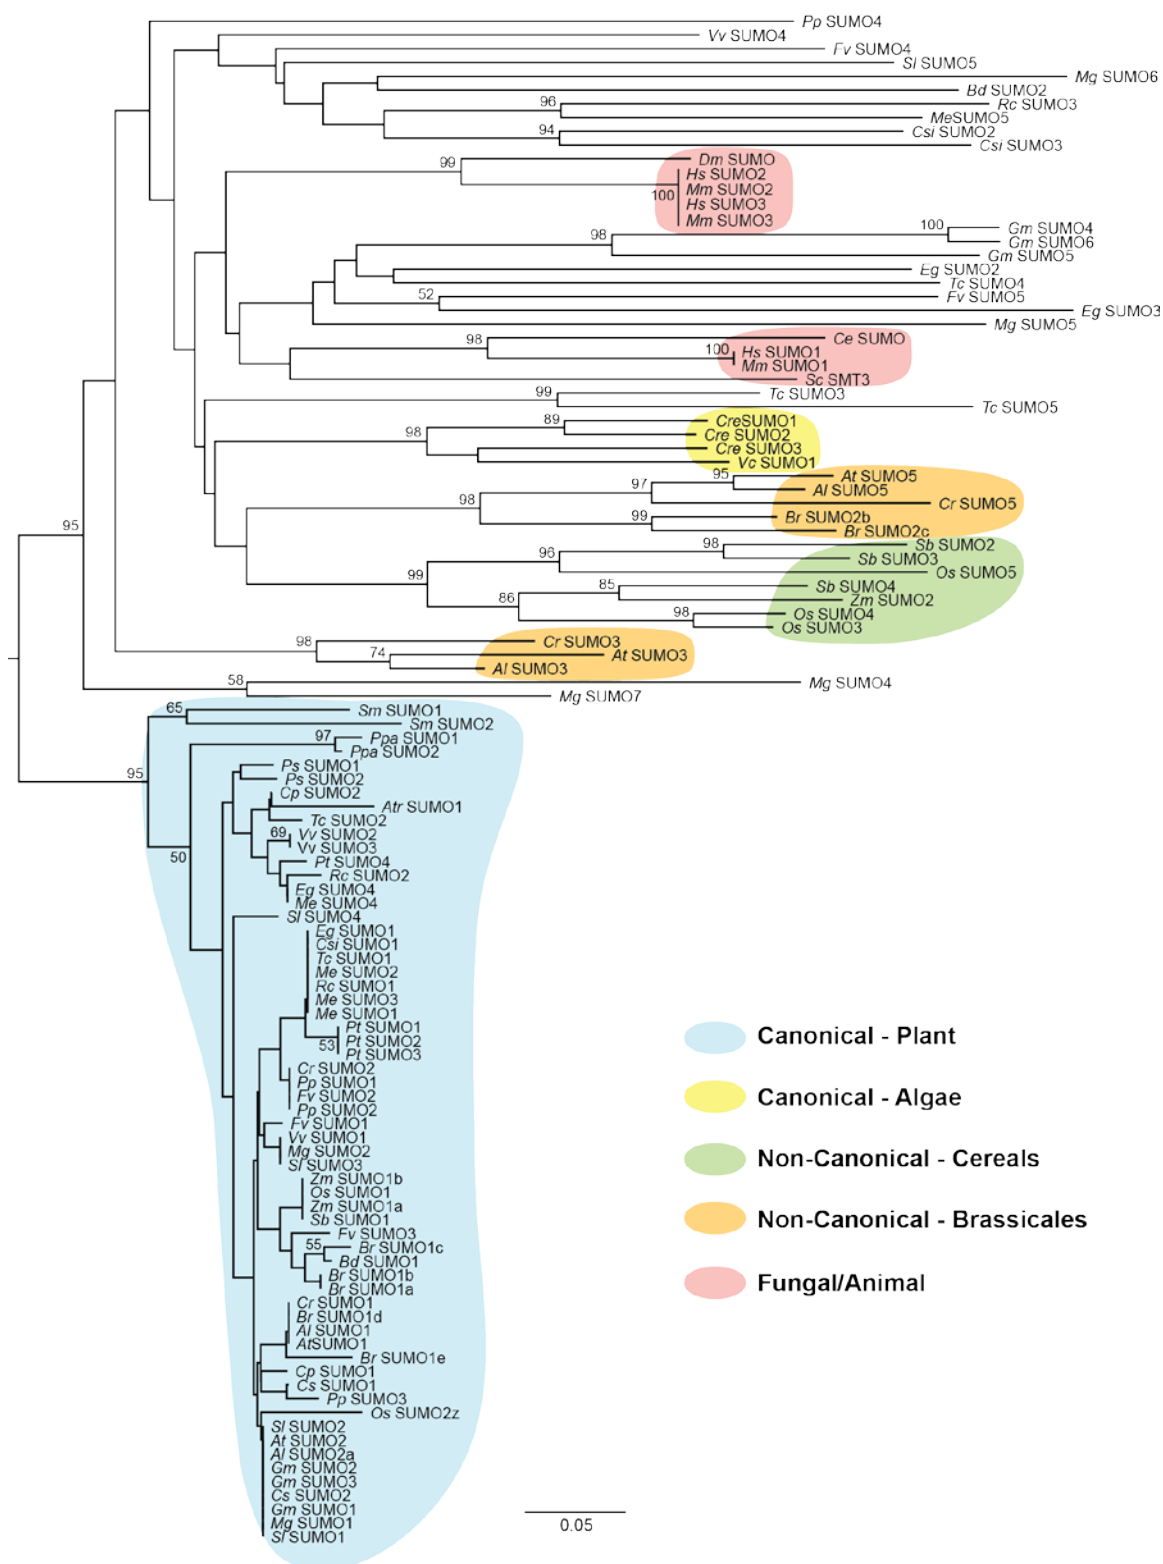 Pp SUMO4
Vv SUMO4
Fv SUMO4
Sl SUMO5
Mg SUMO6
Bd SUMO2
96
Rc SUMO3
MeSUMO5
94
Csi SUMO2
Csi SUMO3
99
Dm SUMO
Hs SUMO2
Mm SUMO2
100
Hs SUMO3
Mm SUMO3
100
Gm SUMO4
98
Gm SUMO6
Gm SUMO5
Eg SUMO2
Tc SUMO4
52
Fv SUMO5
Eg SUMO3
Mg SUMO5
98
Ce SUMO
100
Hs SUMO1
Mm SUMO1
Sc SMT3
99
Tc SUMO3
Tc SUMO5
89
CreSUMO1
98
Cre SUMO2
Cre SUMO3
Vc SUMO1
95
At SUMO5
97
Al SUMO5
98
Cr SUMO5
99
Br SUMO2b
Br SUMO2c
95
98
Sb SUMO2
96
Sb SUMO3
Os SUMO5
99
85
Sb SUMO4
86
Zm SUMO2
98
Os SUMO4
Os SUMO3
98
Cr SUMO3
74
At SUMO3
Al SUMO3
58
Mg SUMO4
Mg SUMO7
65
Sm SUMO1
Sm SUMO2
97
Ppa SUMO1
Ppa SUMO2
95
Ps SUMO1
Ps SUMO2
Cp SUMO2
Atr SUMO1
Tc SUMO2
69
Vv SUMO2
Vv SUMO3
50
Pt SUMO4
Rc SUMO2
Eg SUMO4
Me SUMO4
Sl SUMO4
Eg SUMO1
Csi SUMO1
Tc SUMO1
Me SUMO2
Rc SUMO1
Me SUMO3
Me SUMO1
Pt SUMO1
53
Pt SUMO2
Pt SUMO3
Cr SUMO2
Pp SUMO1
Fv SUMO2
Pp SUMO2
Fv SUMO1
Vv SUMO1
Mg SUMO2
Sl SUMO3
Zm SUMO1b
Os SUMO1
Zm SUMO1a
Sb SUMO1
Fv SUMO3
55
Br SUMO1c
Bd SUMO1
Br SUMO1b
Br SUMO1a
Cr SUMO1
Br SUMO1d
Al SUMO1
AtSUMO1
Br SUMO1e
Cp SUMO1
Cs SUMO1
Pp SUMO3
Os SUMO2z
Sl SUMO2
At SUMO2
Al SUMO2a
Gm SUMO2
Gm SUMO3
Cs SUMO2
Gm SUMO1
Mg SUMO1
Sl SUMO1
Canonical - Plant
Canonical - Algae
Non-Canonical - Cereals
Non-Canonical - Brassicales
Fungal/Animal
0.05